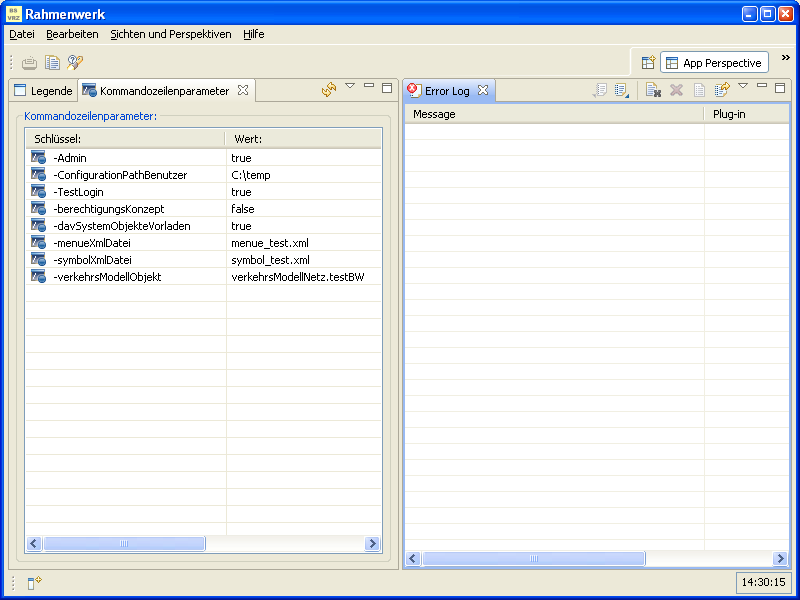 BS VRZ Rahmenwerk
Datei Bearbeiten Sichten und Perspektiven Hilfe
App Perspective »
Legende Kommandozeilenparameter
Error Log
Kommandozeilenparameter:
Schlüssel: Wert:
-Admin true
-ConfigurationPathBenutzer C:\temp
-TestLogin true
-berechtigungsKonzept false
-davSystemObjekteVorladen true
-menueXmlDatei menue_test.xml
-symbolXmlDatei symbol_test.xml
-verkehrsModellObjekt verkehrsModellNetz.testBW
Message Plug-in
14:30:15